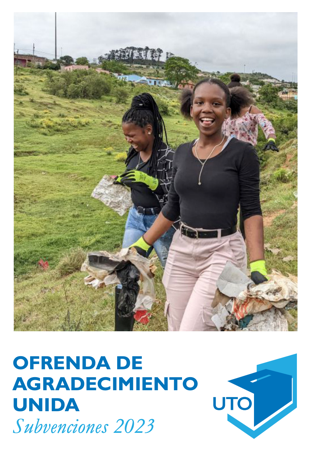 OFRENDA DE
AGRADECIMIENTO
UNIDA
Subvenciones 2023
UTO